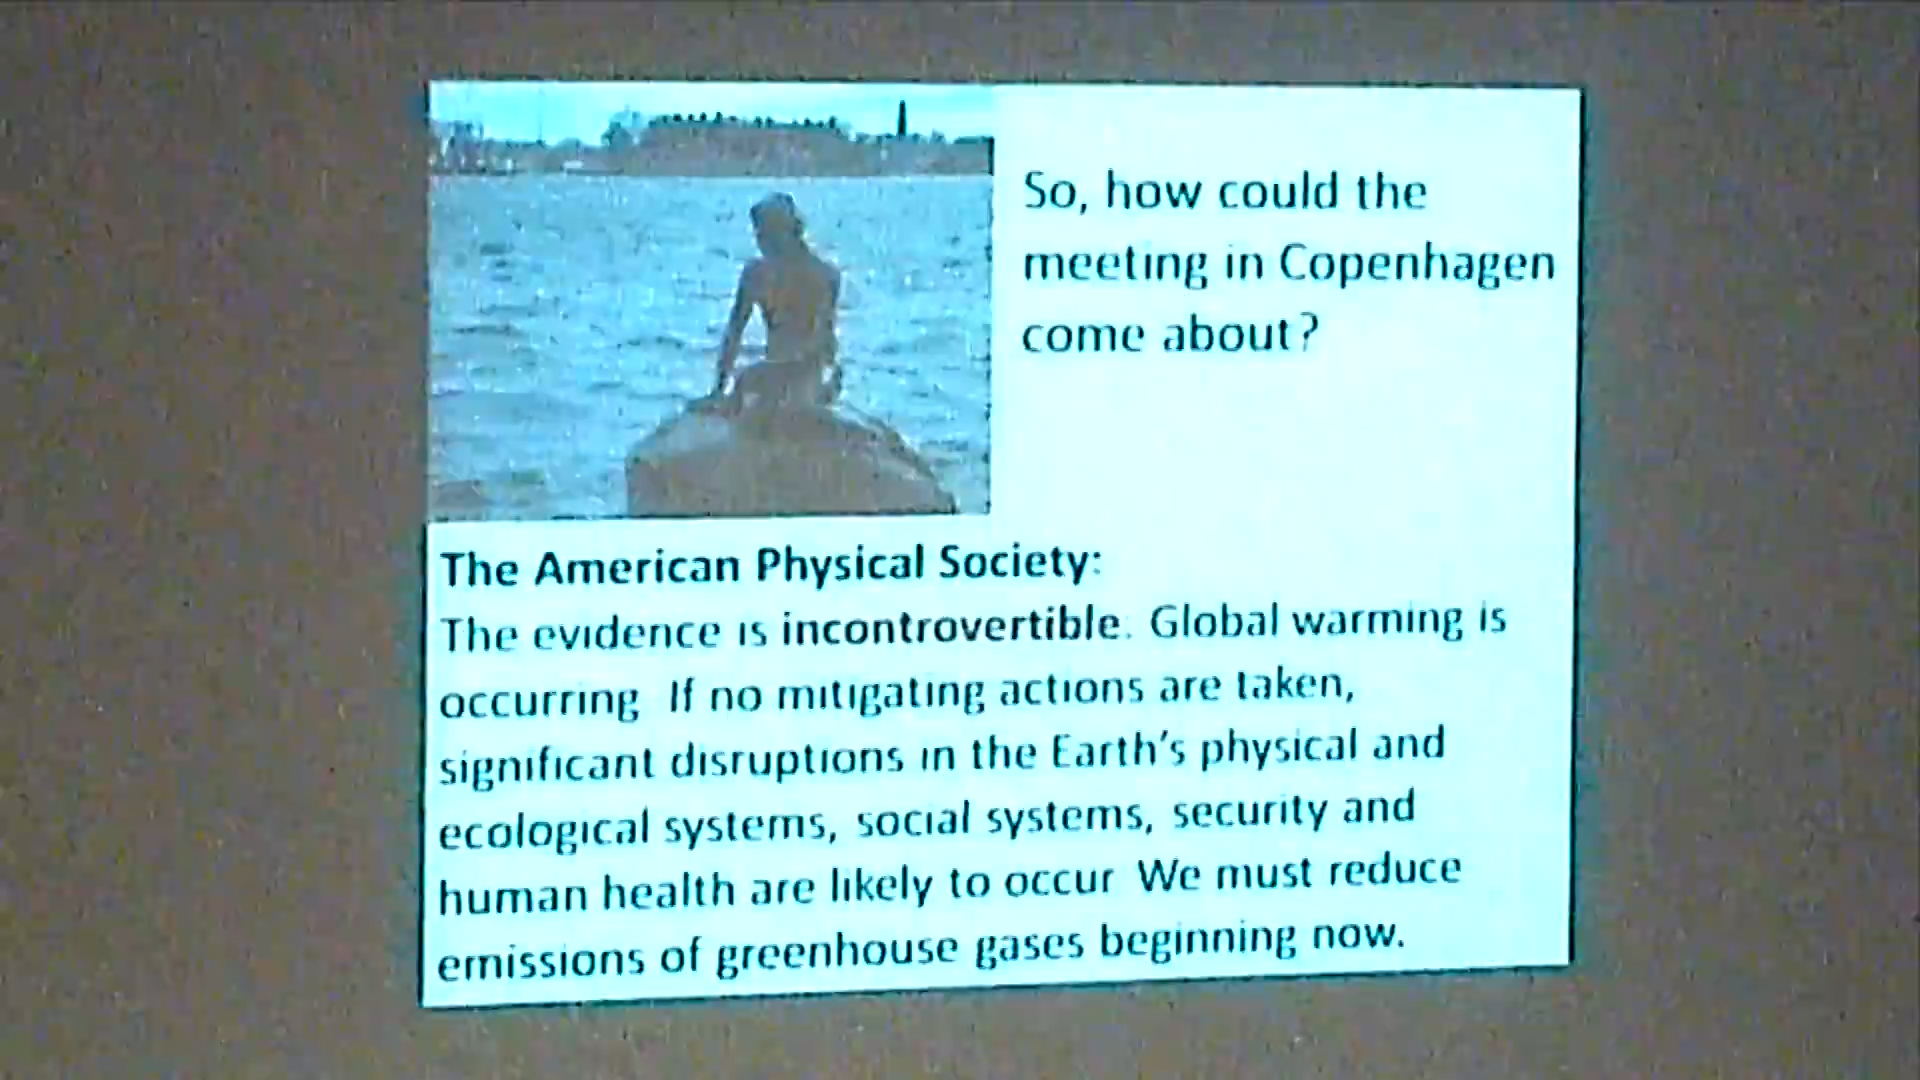 So, how could the
meeting in Copenhagen
come about?
The American Physical Society:
The evidence is incontrovertible. Global warming is
occurring If no mitigating actions are taken,
significant disruptions in the Earth's physical and
ecological systems, social systems, security and
human health are likely to occur We must reduce
emissions of greenhouse gases beginning now.